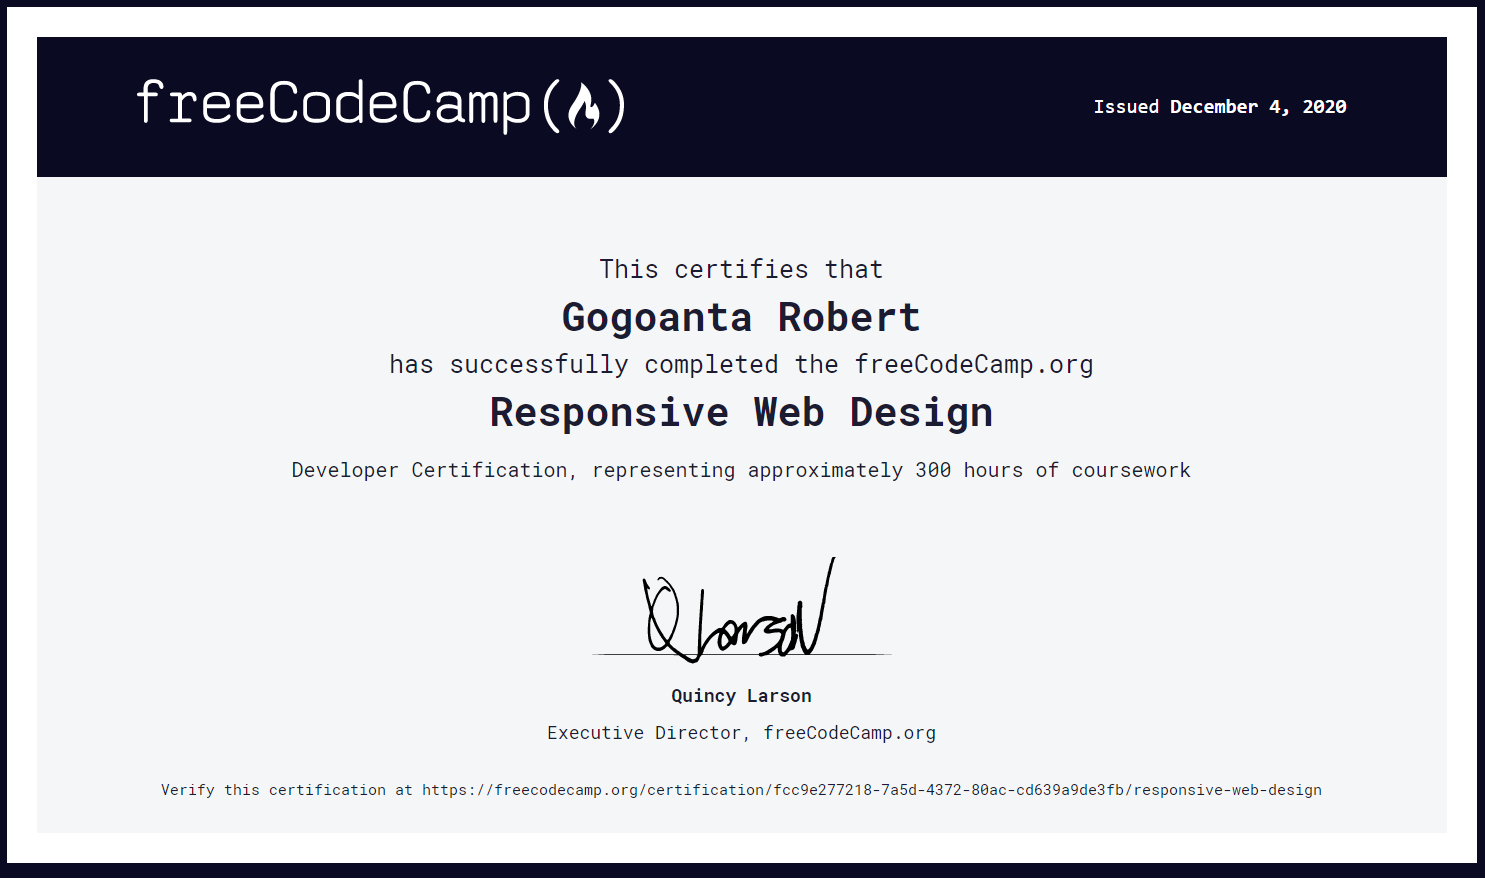 freeCodeCamp(🔥)
Issued December 4, 2020
This certifies that
Gogoanta Robert
has successfully completed the freeCodeCamp.org
Responsive Web Design
Developer Certification, representing approximately 300 hours of coursework
Q Larson
Quincy Larson
Executive Director, freeCodeCamp.org
Verify this certification at https://freecodecamp.org/certification/fcc9e277218-7a5d-4372-80ac-cd639a9de3fb/responsive-web-design